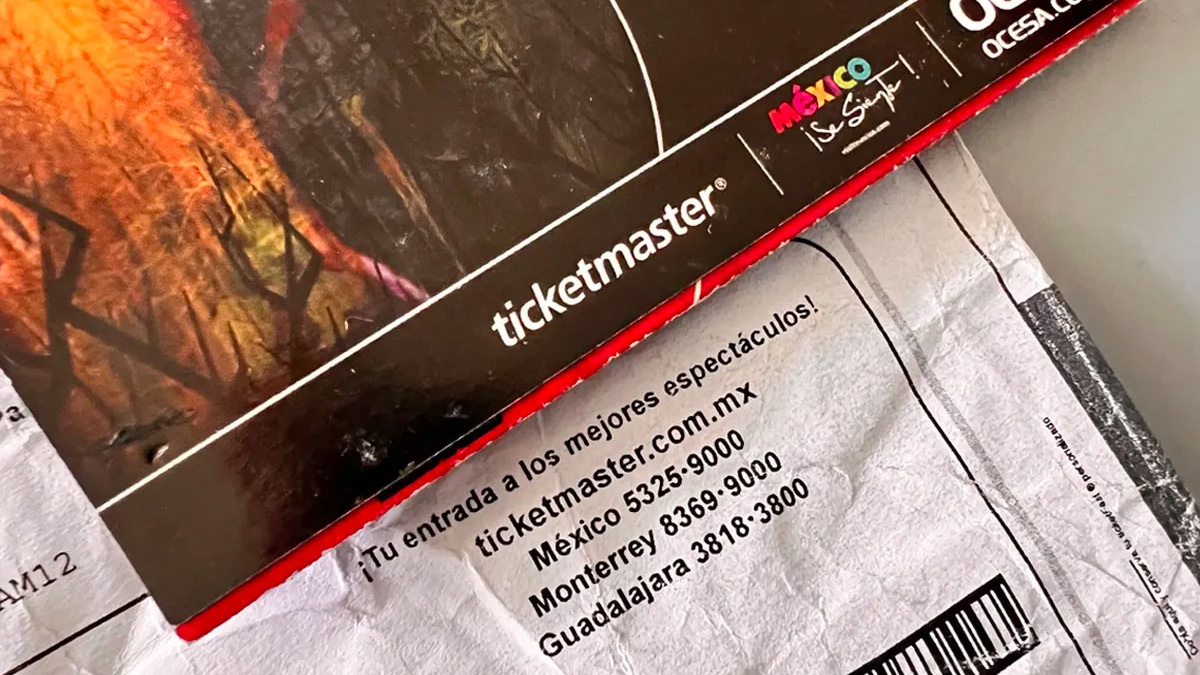 OCESA.CO
MÉXICO
¡Se Siente!
ticketmaster®
¡Tu entrada a los mejores espectáculos!
ticketmaster.com.mx
México 5325·9000
Monterrey 8369·9000
Guadalajara 3818·3800
AM12